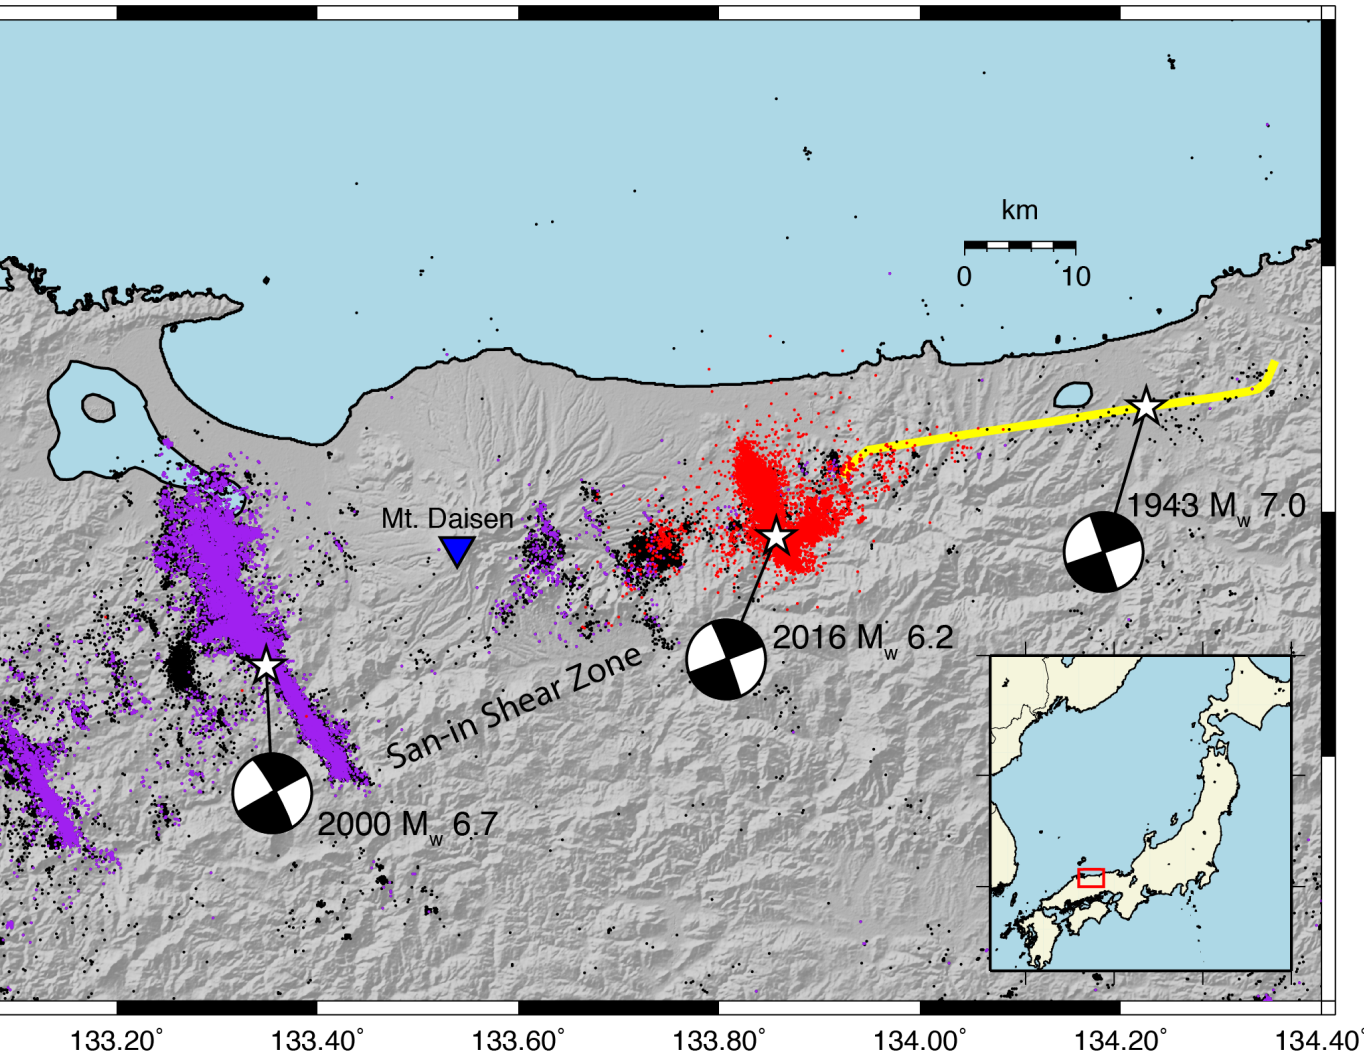 km
0 10
Mt. Daisen
1943 Mw 7.0
2016 Mw 6.2
San-in Shear Zone
2000 Mw 6.7
133.20° 133.40° 133.60° 133.80° 134.00° 134.20° 134.40°